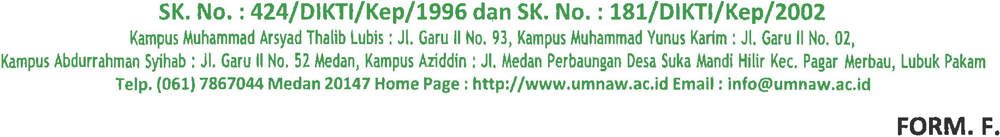 SK. No. : 424/DIKTI/Kep/1996 dan SK. No. : 181/DIKTI/Kep/2002
Kampus Muhammad Arsyad Thalib Lubis : Jl. Garu II No. 93, Kampus Muhammad Yunus Karim : Jl. Garu II No. 02,
Kampus Abdurrahman Syihab : Jl. Garu II No. 52 Medan, Kampus Aziddin : Jl. Medan Perbaungan Desa Suka Mandi Hilir Kec. Pagar Merbau, Lubuk Pakam
Telp. (061) 7867044 Medan 20147 Home Page : http://www.umnaw.ac.id Email : info@umnaw.ac.id
FORM. F.